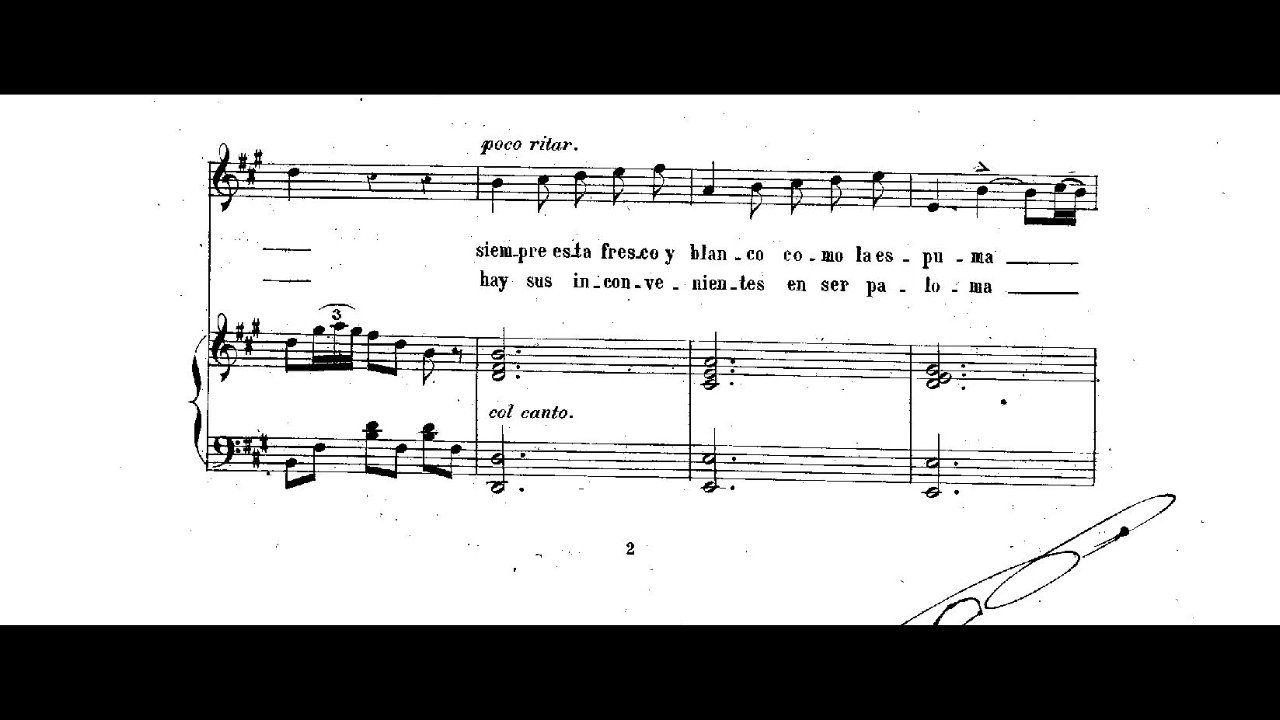 poco ritar.
siem-pre es-ta fres-co y blan-co co-mo la es-pu-ma
hay sus in-con-ve-nien-tes en ser pa-lo-ma
3
col canto.
2